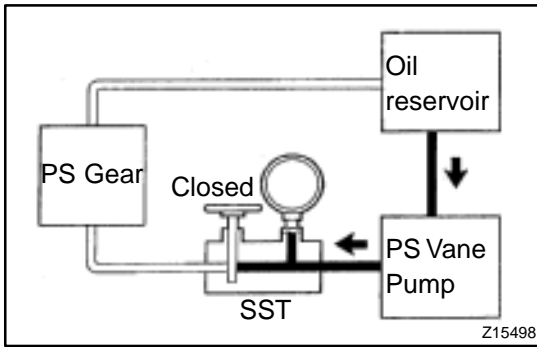 Oil
reservoir
PS Gear
Closed
PS Vane
Pump
SST
Z15498